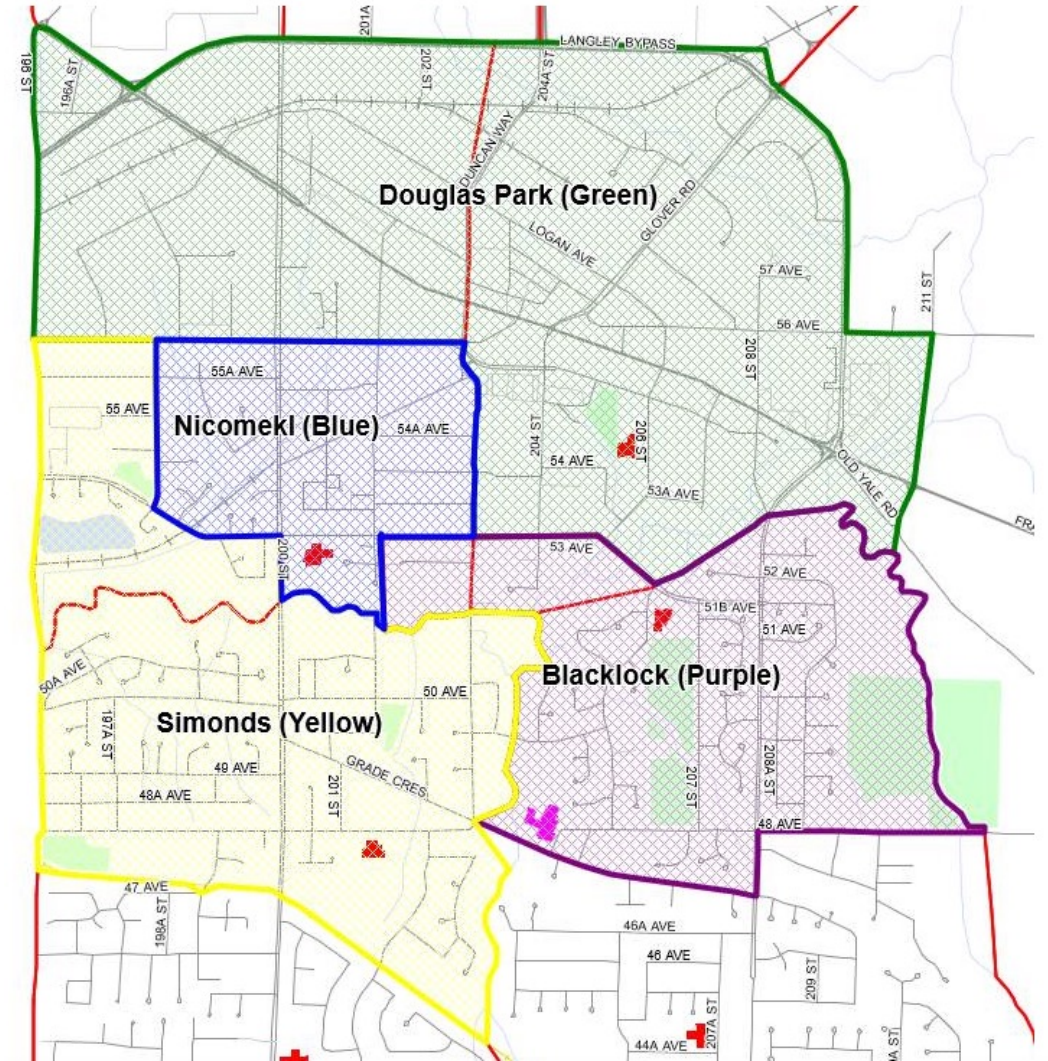 201A
LANGLEY BYPASS
196 ST
196A ST
202 ST
204A ST
DUNCAN WAY
Douglas Park (Green)
GLOVER RD
LOGAN AVE
57 AVE
211 ST
56 AVE
208 ST
55A AVE
55 AVE
Nicomekl (Blue)
54A AVE
204 ST
206 ST
54 AVE
OLD YALE RD
53A AVE
FRA
53 AVE
200 ST
52 AVE
51B AVE
51 AVE
50A AVE
50 AVE
Blacklock (Purple)
197A ST
Simonds (Yellow)
49 AVE
GRADE CRES
48A AVE
201 ST
207 ST
208A ST
48 AVE
47 AVE
198A ST
46A AVE
46 AVE
209 ST
207A ST
44A AVE